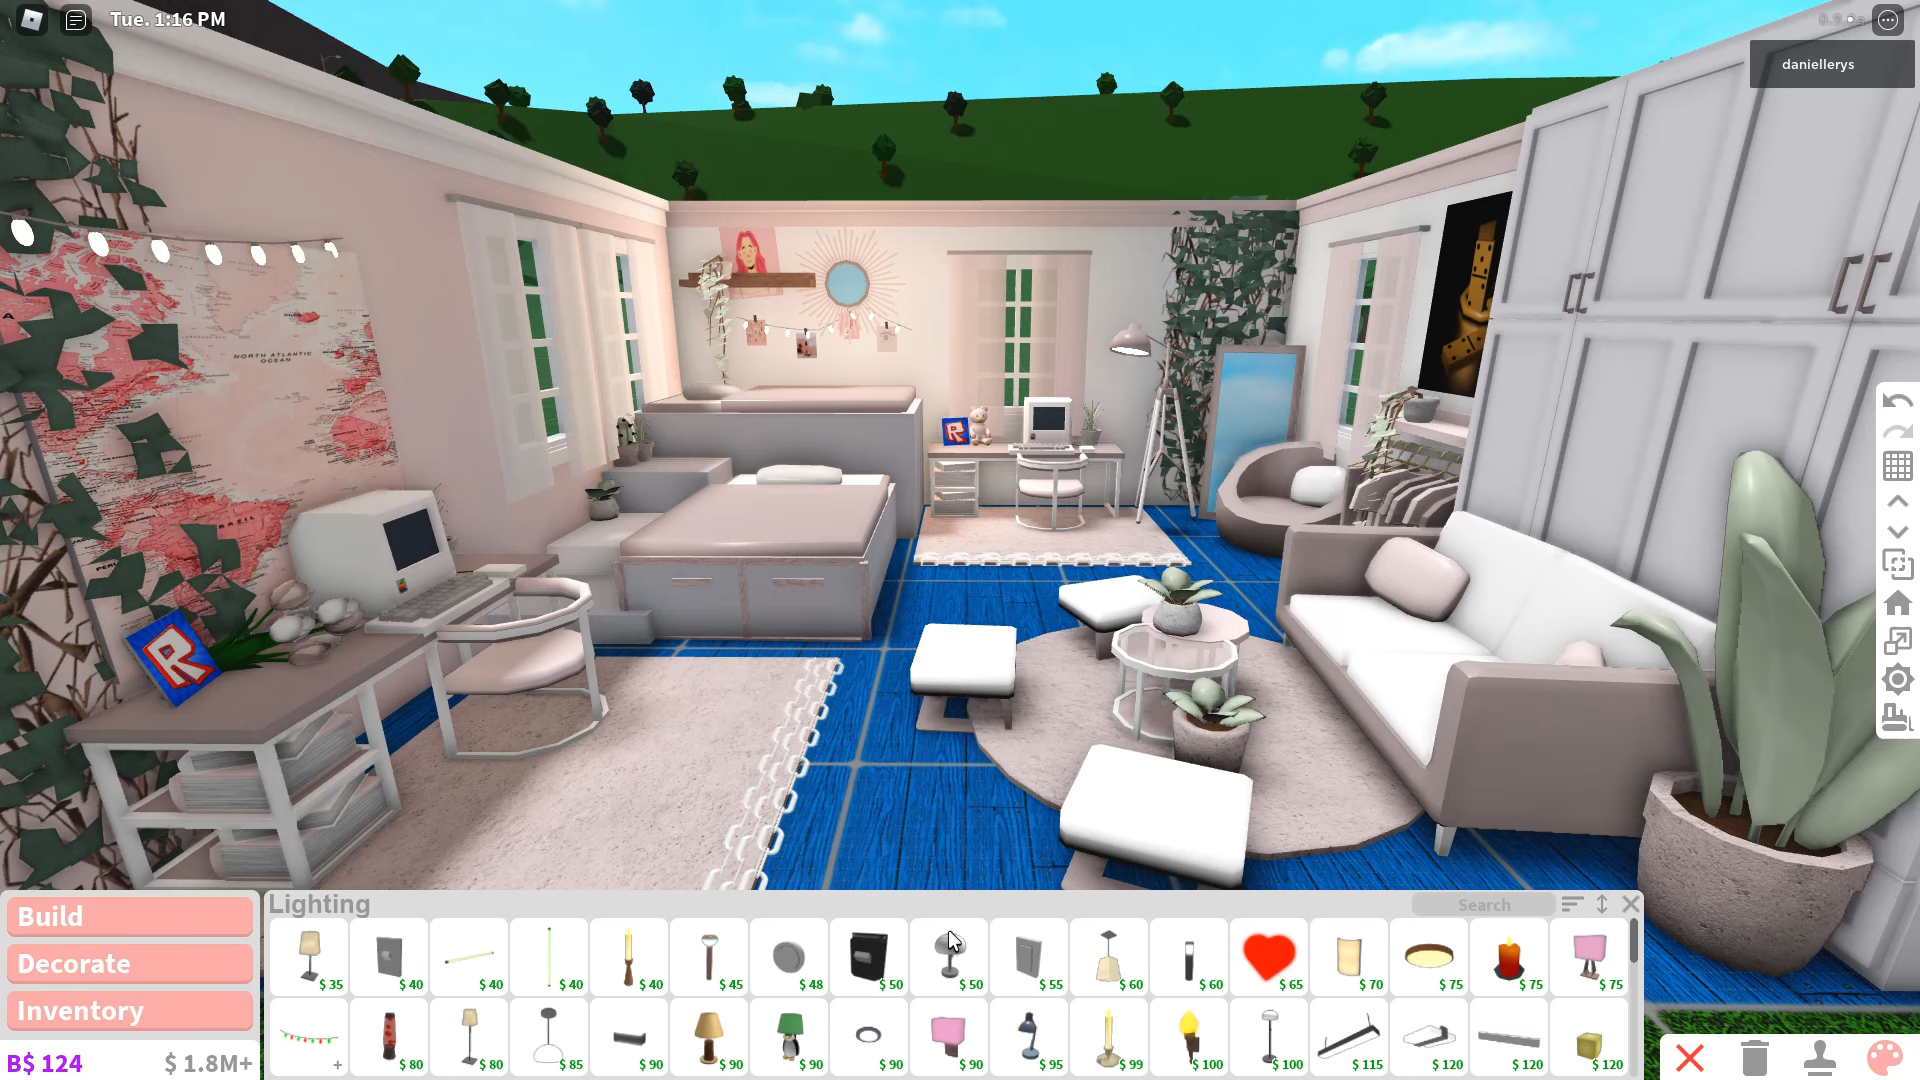 Tue. 1:16 PM
daniellerys
NORTH ATLANTIC
OCEAN
BRAZIL
R
R
Build
Decorate
Inventory
B$ 124
$ 1.8M+
Lighting
Search
$ 35
$ 40
$ 40
$ 40
$ 40
$ 45
$ 48
$ 50
$ 50
$ 55
$ 60
$ 60
$ 65
$ 70
$ 75
$ 75
$ 75
+
$ 80
$ 80
$ 85
$ 90
$ 90
$ 90
$ 90
$ 90
$ 95
$ 99
$ 100
$ 100
$ 115
$ 120
$ 120
$ 120